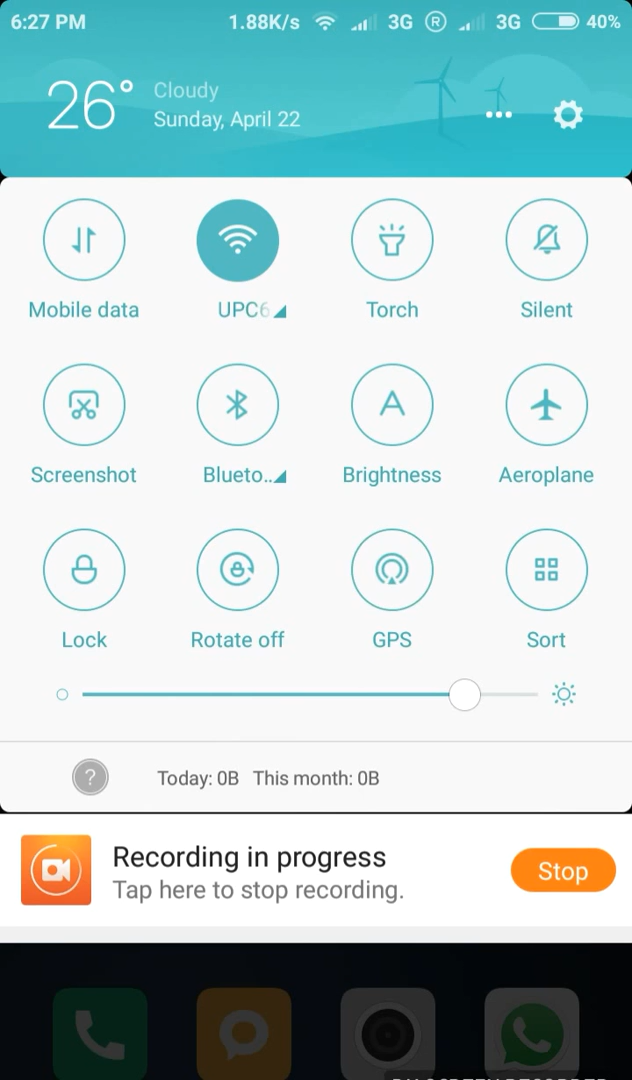 6:27 PM 1.88K/s 3G R 3G 40%
26° Cloudy
Sunday, April 22
Mobile data UPC6 Torch Silent
A
Screenshot Blueto.. Brightness Aeroplane
Lock Rotate off GPS Sort
? Today: 0B This month: 0B
Recording in progress
Tap here to stop recording.
Stop